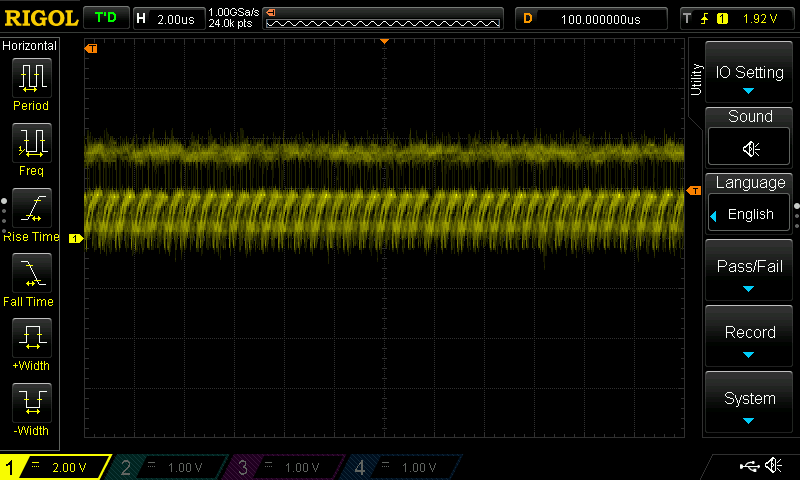 RIGOL T'D H 2.00us 1.00GSa/s 24.0k pts D 100.000000us T 1 1.92 V
Horizontal
Period
Freq
Rise Time
Fall Time
+Width
-Width
T
T
1
Utility
IO Setting
Sound
Language
English
Pass/Fail
Record
System
1 2.00 V 2 1.00 V 3 1.00 V 4 1.00 V